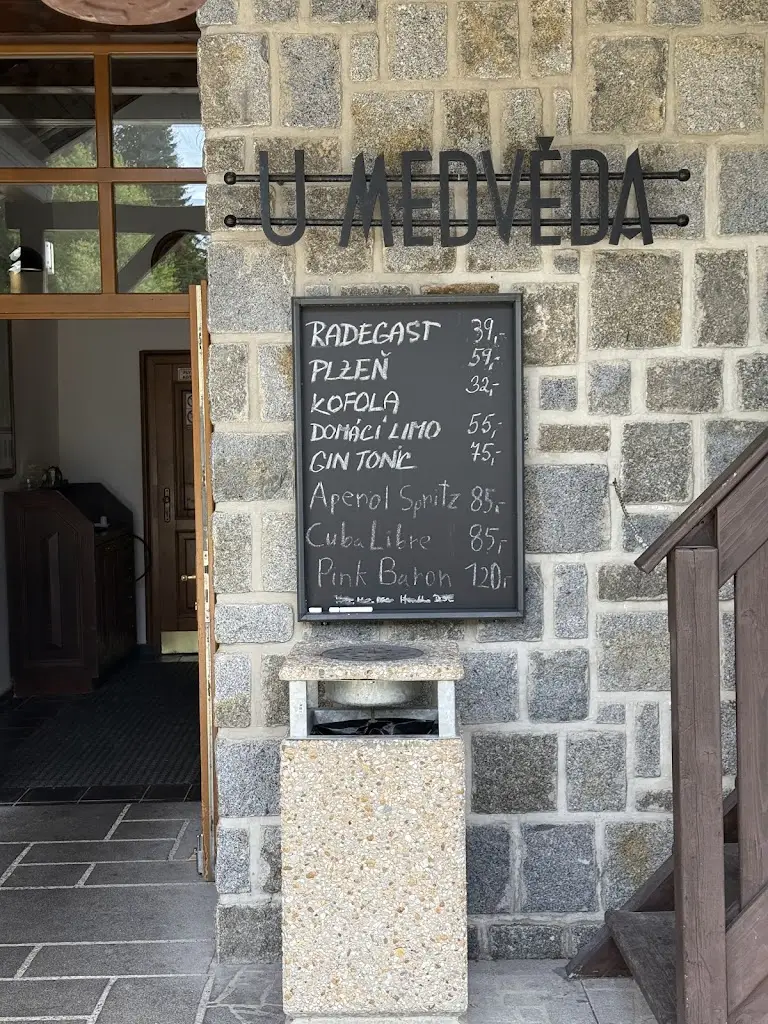 U MEDVĚDA
RADEGAST 39,-
PLZEŇ 59,-
KOFOLA 32,-
DOMÁCÍ LIMO 55,-
GIN TONIC 75,-
Aperol Spritz 85,-
Cuba Libre 85,-
Pink Baron 120,-